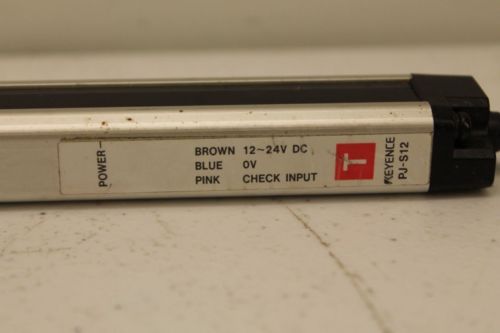 POWER
BROWN 12~24V DC
BLUE 0V
PINK CHECK INPUT
T
KEYENCE
PJ-S12